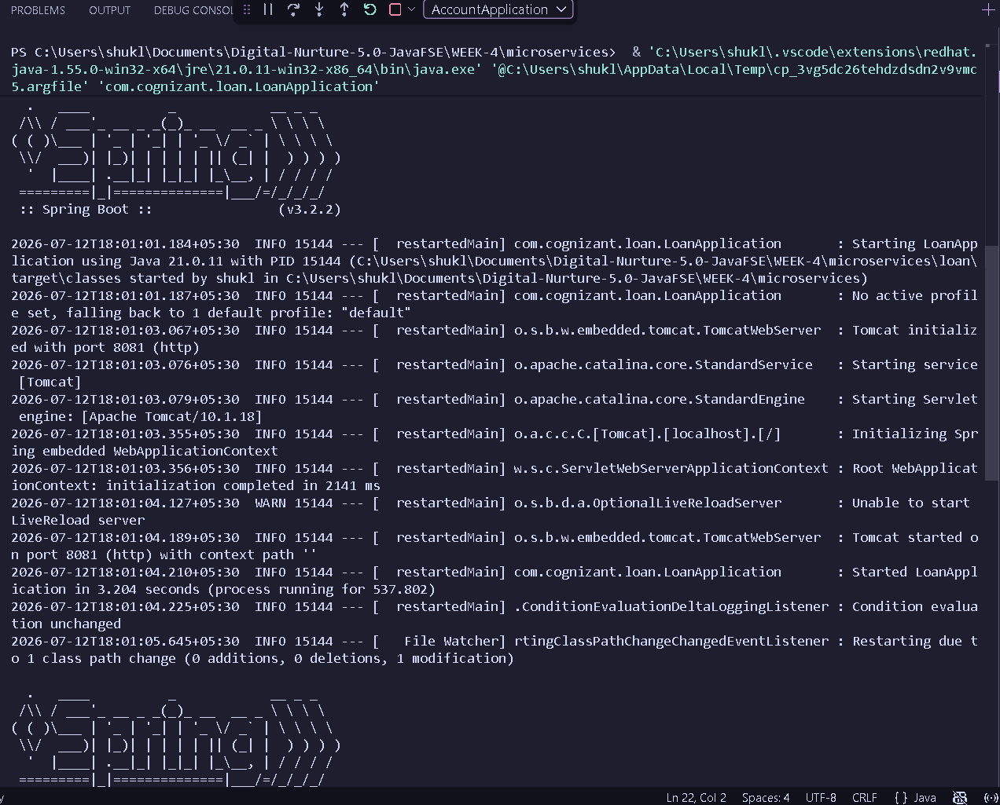 PROBLEMS OUTPUT DEBUG CONSOL AccountApplication
PS C:\Users\shukl\Documents\Digital-Nurture-5.0-JavaFSE\WEEK-4\microservices>  & 'C:\Users\shukl\.vscode\extensions\redhat.
java-1.55.0-win32-x64\jre\21.0.11-win32-x86_64\bin\java.exe' '@C:\Users\shukl\AppData\Local\Temp\cp_3vg5dc26tehdzdsdn2v9vmc
5.argfile' 'com.cognizant.loan.LoanApplication'
  .   ____          _            __ _ _
 /\\ / ___'_ __ _ _(_)_ __  __ _ \ \ \ \
( ( )\___ | '_ | '_| | '_ \/ _` | \ \ \ \
 \\/  ___)| |_)| | | | | || (_| |  ) ) ) )
  '  |____| .__|_| |_|_| |_\__, | / / / /
 =========|_|==============|___/=/_/_/_/
 :: Spring Boot ::                (v3.2.2)
2026-07-12T18:01:01.184+05:30  INFO 15144 --- [  restartedMain] com.cognizant.loan.LoanApplication       : Starting LoanApp
lication using Java 21.0.11 with PID 15144 (C:\Users\shukl\Documents\Digital-Nurture-5.0-JavaFSE\WEEK-4\microservices\loan\
target\classes started by shukl in C:\Users\shukl\Documents\Digital-Nurture-5.0-JavaFSE\WEEK-4\microservices)
2026-07-12T18:01:01.187+05:30  INFO 15144 --- [  restartedMain] com.cognizant.loan.LoanApplication       : No active profil
e set, falling back to 1 default profile: "default"
2026-07-12T18:01:03.067+05:30  INFO 15144 --- [  restartedMain] o.s.b.w.embedded.tomcat.TomcatWebServer  : Tomcat initializ
ed with port 8081 (http)
2026-07-12T18:01:03.076+05:30  INFO 15144 --- [  restartedMain] o.apache.catalina.core.StandardService   : Starting service
 [Tomcat]
2026-07-12T18:01:03.079+05:30  INFO 15144 --- [  restartedMain] o.apache.catalina.core.StandardEngine    : Starting Servlet
 engine: [Apache Tomcat/10.1.18]
2026-07-12T18:01:03.355+05:30  INFO 15144 --- [  restartedMain] o.a.c.c.C.[Tomcat].[localhost].[/]       : Initializing Spr
ing embedded WebApplicationContext
2026-07-12T18:01:03.356+05:30  INFO 15144 --- [  restartedMain] w.s.c.ServletWebServerApplicationContext : Root WebApplicat
ionContext: initialization completed in 2141 ms
2026-07-12T18:01:04.127+05:30  WARN 15144 --- [  restartedMain] o.s.b.d.a.OptionalLiveReloadServer       : Unable to start 
LiveReload server
2026-07-12T18:01:04.189+05:30  INFO 15144 --- [  restartedMain] o.s.b.w.embedded.tomcat.TomcatWebServer  : Tomcat started o
n port 8081 (http) with context path ''
2026-07-12T18:01:04.210+05:30  INFO 15144 --- [  restartedMain] com.cognizant.loan.LoanApplication       : Started LoanAppl
ication in 3.204 seconds (process running for 537.802)
2026-07-12T18:01:04.225+05:30  INFO 15144 --- [  restartedMain] .ConditionEvaluationDeltaLoggingListener : Condition evalua
tion unchanged
2026-07-12T18:01:05.645+05:30  INFO 15144 --- [   File Watcher] rtingClassPathChangeChangedEventListener : Restarting due t
o 1 class path change (0 additions, 0 deletions, 1 modification)
  .   ____          _            __ _ _
 /\\ / ___'_ __ _ _(_)_ __  __ _ \ \ \ \
( ( )\___ | '_ | '_| | '_ \/ _` | \ \ \ \
 \\/  ___)| |_)| | | | | || (_| |  ) ) ) )
  '  |____| .__|_| |_|_| |_\__, | / / / /
 =========|_|==============|___/=/_/_/_/
y Ln 22, Col 2 Spaces: 4 UTF-8 CRLF { } Java